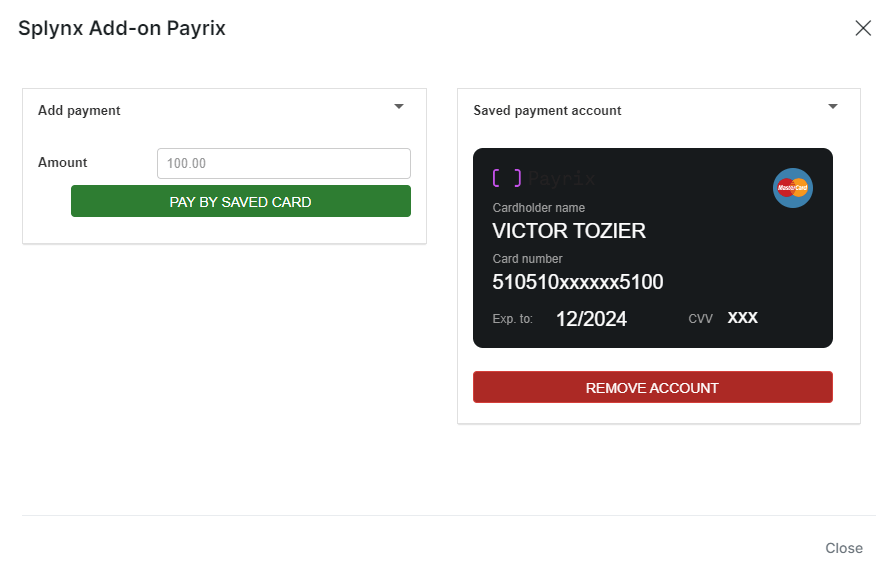 Splynx Add-on Payrix
Add payment
Amount
100.00
PAY BY SAVED CARD
Saved payment account
Payrix
MasterCard
Cardholder name
VICTOR TOZIER
Card number
510510xxxxxx5100
Exp. to: 12/2024 CVV XXX
REMOVE ACCOUNT
Close